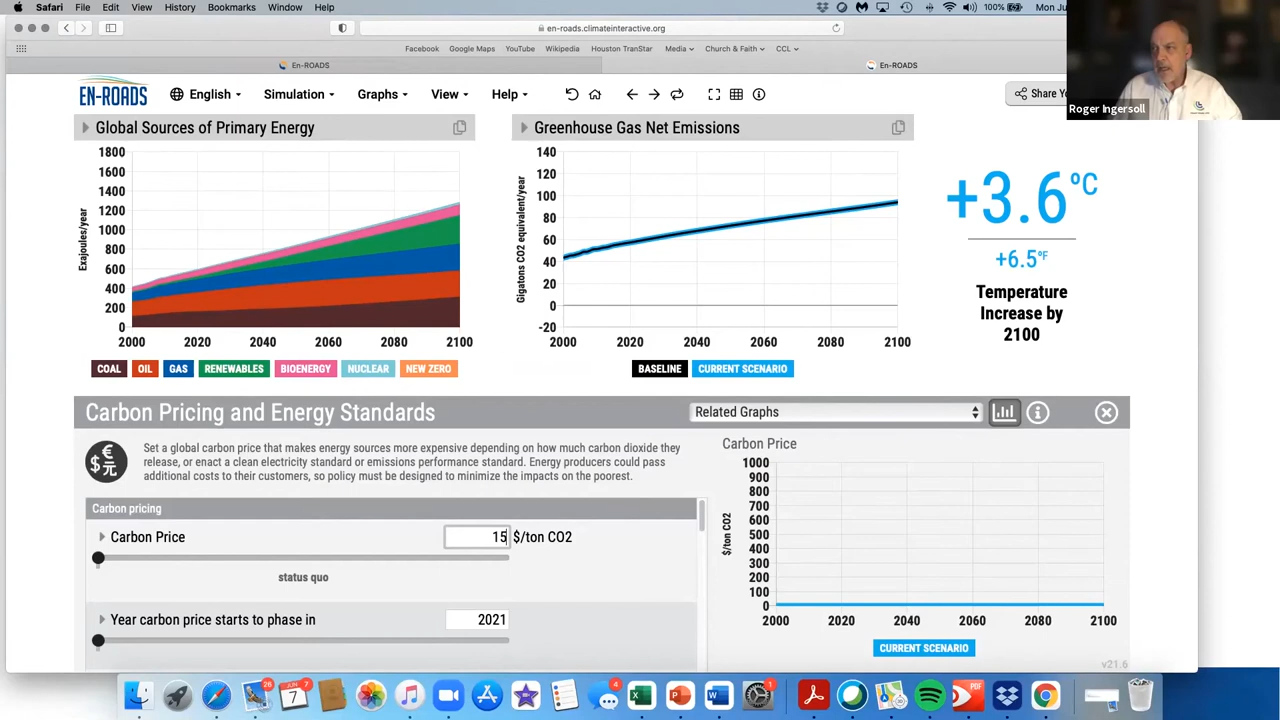 Safari File Edit View History Bookmarks Window Help 100% Mon Ju
en-roads.climateinteractive.org
Facebook Google Maps YouTube Wikipedia Houston TranStar Media Church & Faith CCL
En-ROADS En-ROADS
EN-ROADS English Simulation Graphs View Help Share Yo
Roger Ingersoll
Global Sources of Primary Energy
1800
1600
1400
1200
1000
800
600
400
200
0
Exajoules/year
2000 2020 2040 2060 2080 2100
COAL OIL GAS RENEWABLES BIOENERGY NUCLEAR NEW ZERO
Greenhouse Gas Net Emissions
140
120
100
80
60
40
20
0
-20
Gigatons CO2 equivalent/year
2000 2020 2040 2060 2080 2100
BASELINE CURRENT SCENARIO
+3.6°C
+6.5°F
Temperature
Increase by
2100
Carbon Pricing and Energy Standards
Related Graphs
Set a global carbon price that makes energy sources more expensive depending on how much carbon dioxide they
release, or enact a clean electricity standard or emissions performance standard. Energy producers could pass
additional costs to their customers, so policy must be designed to minimize the impacts on the poorest.
Carbon pricing
Carbon Price 15 $/ton CO2
status quo
Year carbon price starts to phase in 2021
Carbon Price
1000
900
800
700
600
500
400
300
200
100
0
$/ton CO2
2000 2020 2040 2060 2080 2100
CURRENT SCENARIO
v21.6